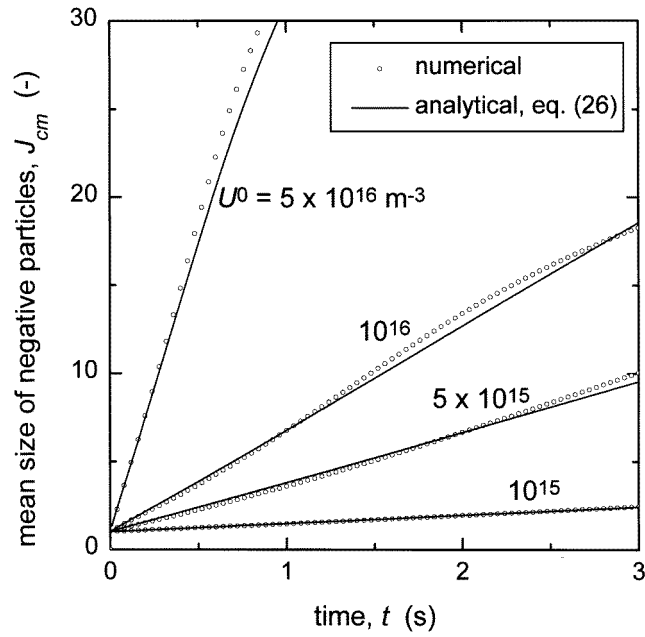 30
20
10
0
mean size of negative particles, J_cm (-)
numerical
analytical, eq. (26)
U⁰ = 5 x 10¹⁶ m⁻³
10¹⁶
5 x 10¹⁵
10¹⁵
0 1 2 3
time, t (s)